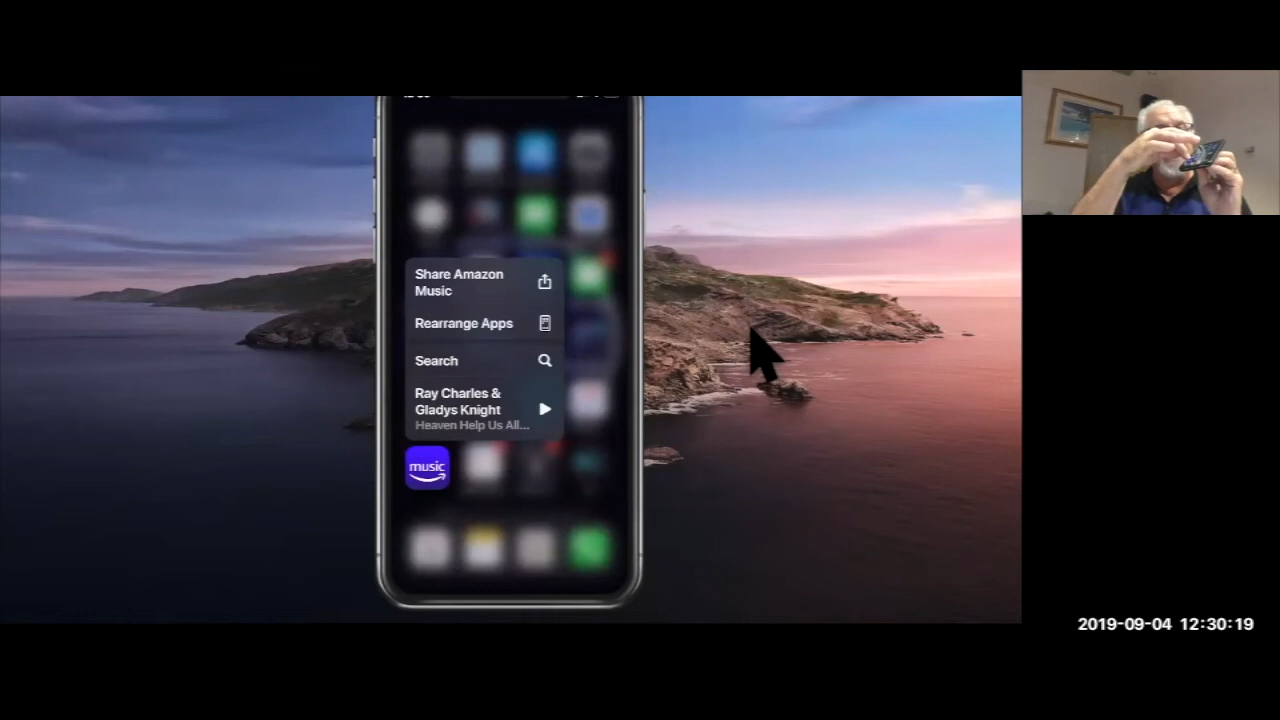 Share Amazon
Music
Rearrange Apps
Search
Ray Charles &
Gladys Knight
Heaven Help Us All...
music
2019-09-04 12:30:19